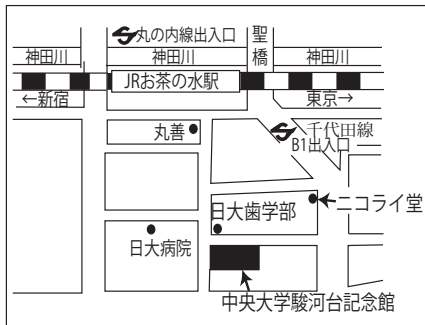 丸の内線出入口
聖橋
神田川
神田川
神田川
JRお茶の水駅
←新宿
東京→
丸善
千代田線
B1出入口
日大歯学部
ニコライ堂
日大病院
中央大学駿河台記念館